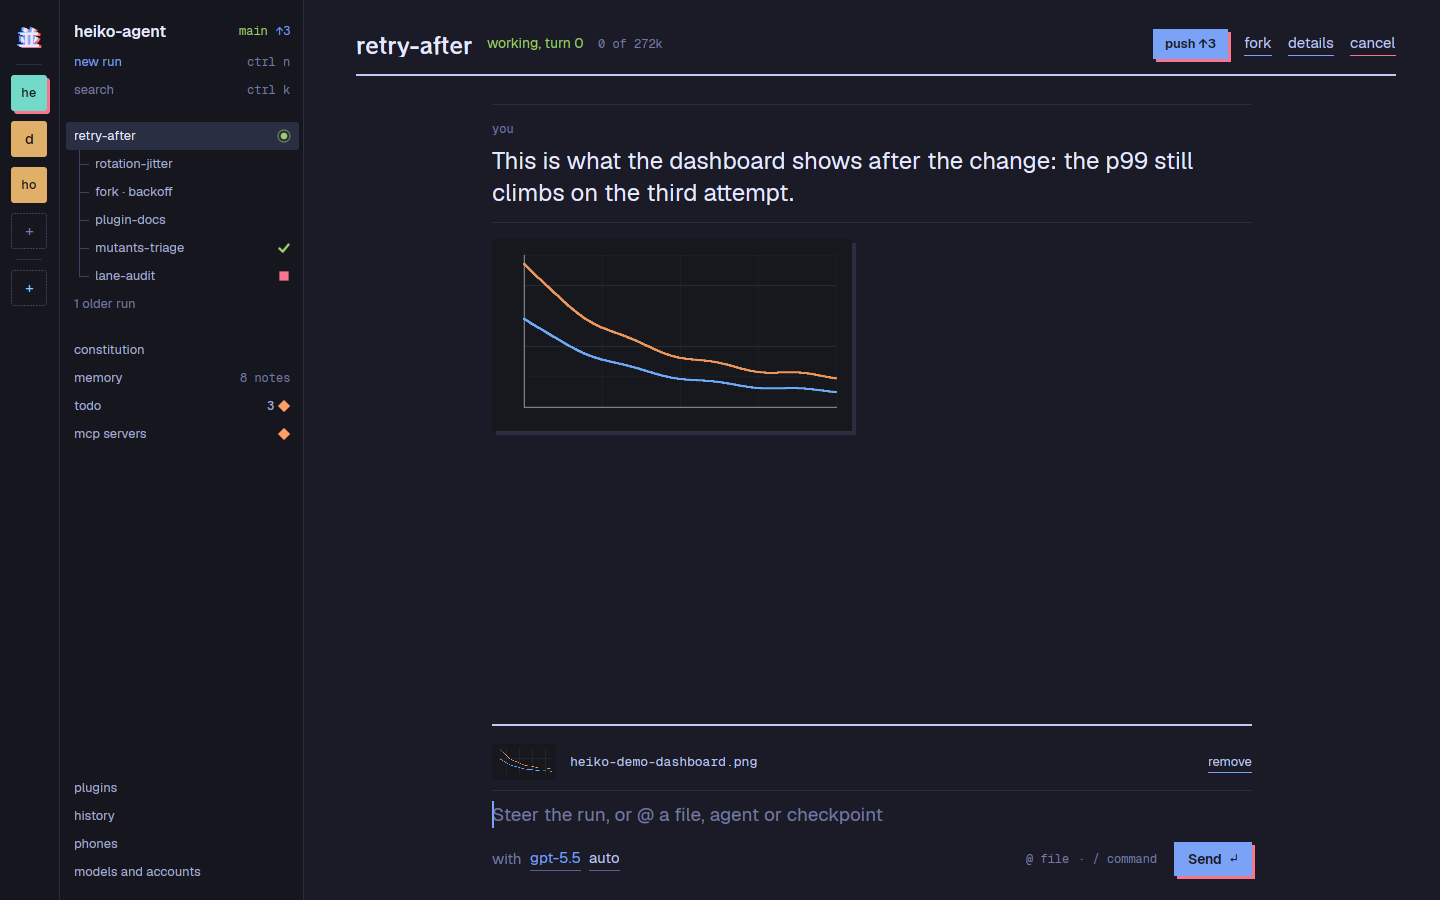 heiko-agent
main ↑3
new run
ctrl n
search
ctrl k
he
d
ho
+
+
retry-after
rotation-jitter
fork · backoff
plugin-docs
mutants-triage
lane-audit
1 older run
constitution
memory
8 notes
todo
3
mcp servers
plugins
history
phones
models and accounts
retry-after
working, turn 0
0 of 272k
push ↑3
fork
details
cancel
you
This is what the dashboard shows after the change: the p99 still
climbs on the third attempt.
heiko-demo-dashboard.png
remove
Steer the run, or @ a file, agent or checkpoint
with gpt-5.5 auto
@ file · / command
Send ↲